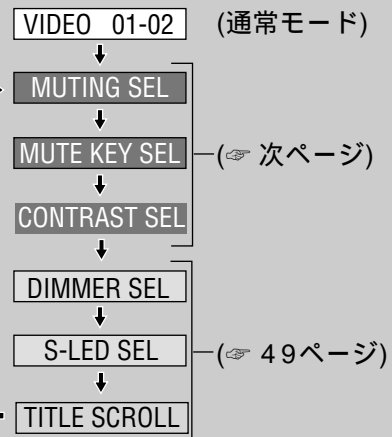 VIDEO 01-02 (通常モード)
MUTING SEL
MUTE KEY SEL (☞ 次ページ)
CONTRAST SEL
DIMMER SEL
S-LED SEL (☞ 49ページ)
TITLE SCROLL